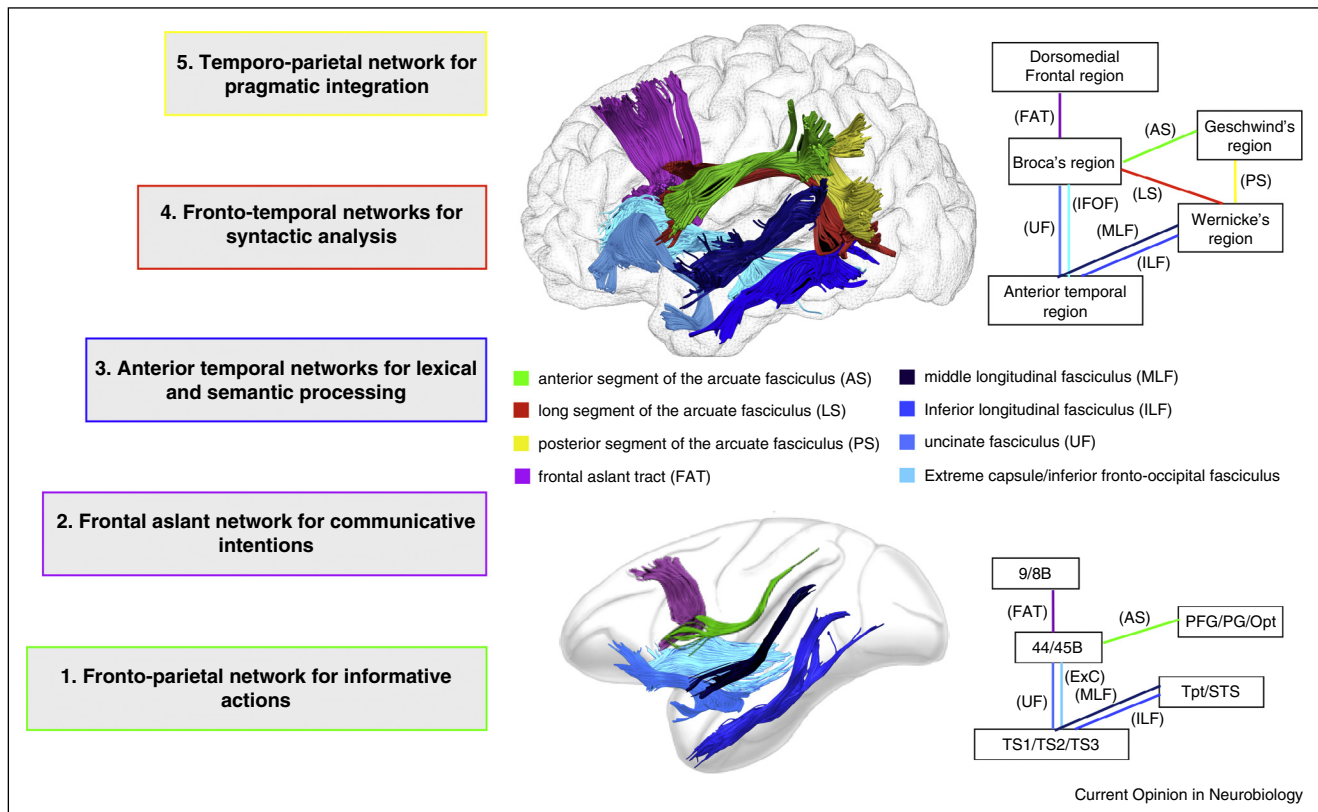 5. Temporo-parietal network for
pragmatic integration
4. Fronto-temporal networks for
syntactic analysis
3. Anterior temporal networks for lexical
and semantic processing
2. Frontal aslant network for communicative
intentions
1. Fronto-parietal network for informative
actions
Dorsomedial
Frontal region
(FAT)
(AS)
Geschwind's
region
Broca's region
(PS)
(LS)
(IFOF)
(UF)
(MLF)
Wernicke's
region
(ILF)
Anterior temporal
region
anterior segment of the arcuate fasciculus (AS)
long segment of the arcuate fasciculus (LS)
posterior segment of the arcuate fasciculus (PS)
frontal aslant tract (FAT)
middle longitudinal fasciculus (MLF)
Inferior longitudinal fasciculus (ILF)
uncinate fasciculus (UF)
Extreme capsule/inferior fronto-occipital fasciculus
9/8B
(FAT)
(AS)
PFG/PG/Opt
44/45B
(ExC)
(MLF)
(UF)
Tpt/STS
(ILF)
TS1/TS2/TS3
Current Opinion in Neurobiology